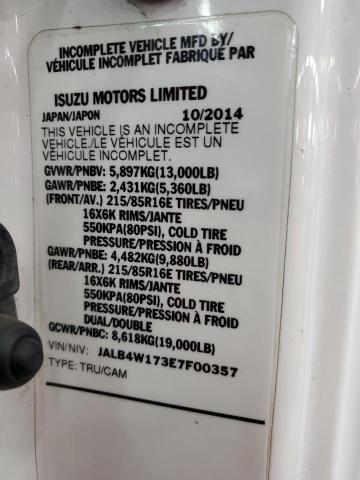 INCOMPLETE VEHICLE MFD BY/
VÉHICULE INCOMPLET FABRIQUÉ PAR
ISUZU MOTORS LIMITED
JAPAN/JAPON 10/2014
THIS VEHICLE IS AN INCOMPLETE
VEHICLE./LE VÉHICULE EST UN
VÉHICULE INCOMPLET
GVWR/PNBV: 5,897KG(13,000LB)
GAWR/PNBE: 2,431KG(5,360LB)
(FRONT/AV.) 215/85R16E TIRES/PNEU
16X6K RIMS/JANTE
550KPA(80PSI), COLD TIRE
PRESSURE/PRESSION À FROID
GAWR/PNBE: 4,482KG(9,880LB)
(REAR/ARR.) 215/85R16E TIRES/PNEU
16X6K RIMS/JANTE
550KPA(80PSI), COLD TIRE
PRESSURE/PRESSION À FROID
DUAL/DOUBLE
GCWR/PNBC: 8,618KG(19,000LB)
VIN/NIV: JALB4W173E7F00357
TYPE: TRU/CAM